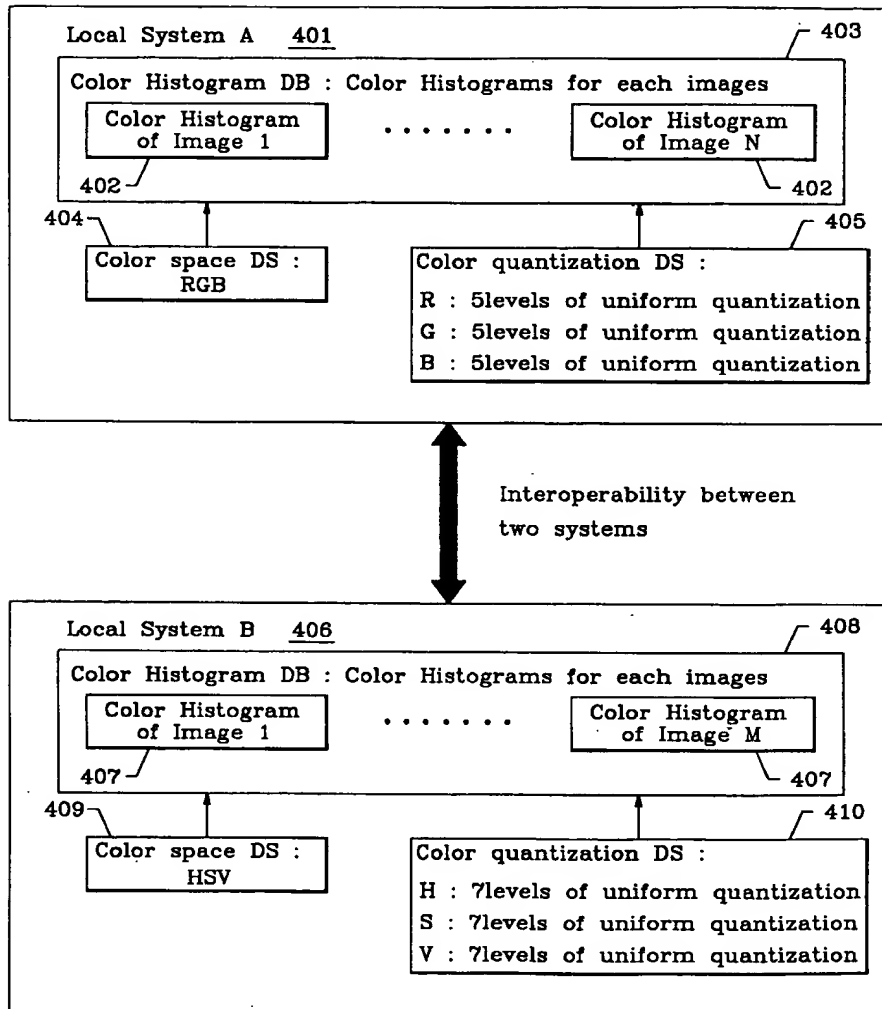 Local System A 401
403
Color Histogram DB : Color Histograms for each images
Color Histogram
of Image 1
. . . . . . .
Color Histogram
of Image N
402
402
404
405
Color space DS :
RGB
Color quantization DS :
R : 5levels of uniform quantization
G : 5levels of uniform quantization
B : 5levels of uniform quantization
Interoperability between
two systems
Local System B 406
408
Color Histogram DB : Color Histograms for each images
Color Histogram
of Image 1
. . . . . . .
Color Histogram
of Image M
407
407
409
410
Color space DS :
HSV
Color quantization DS :
H : 7levels of uniform quantization
S : 7levels of uniform quantization
V : 7levels of uniform quantization